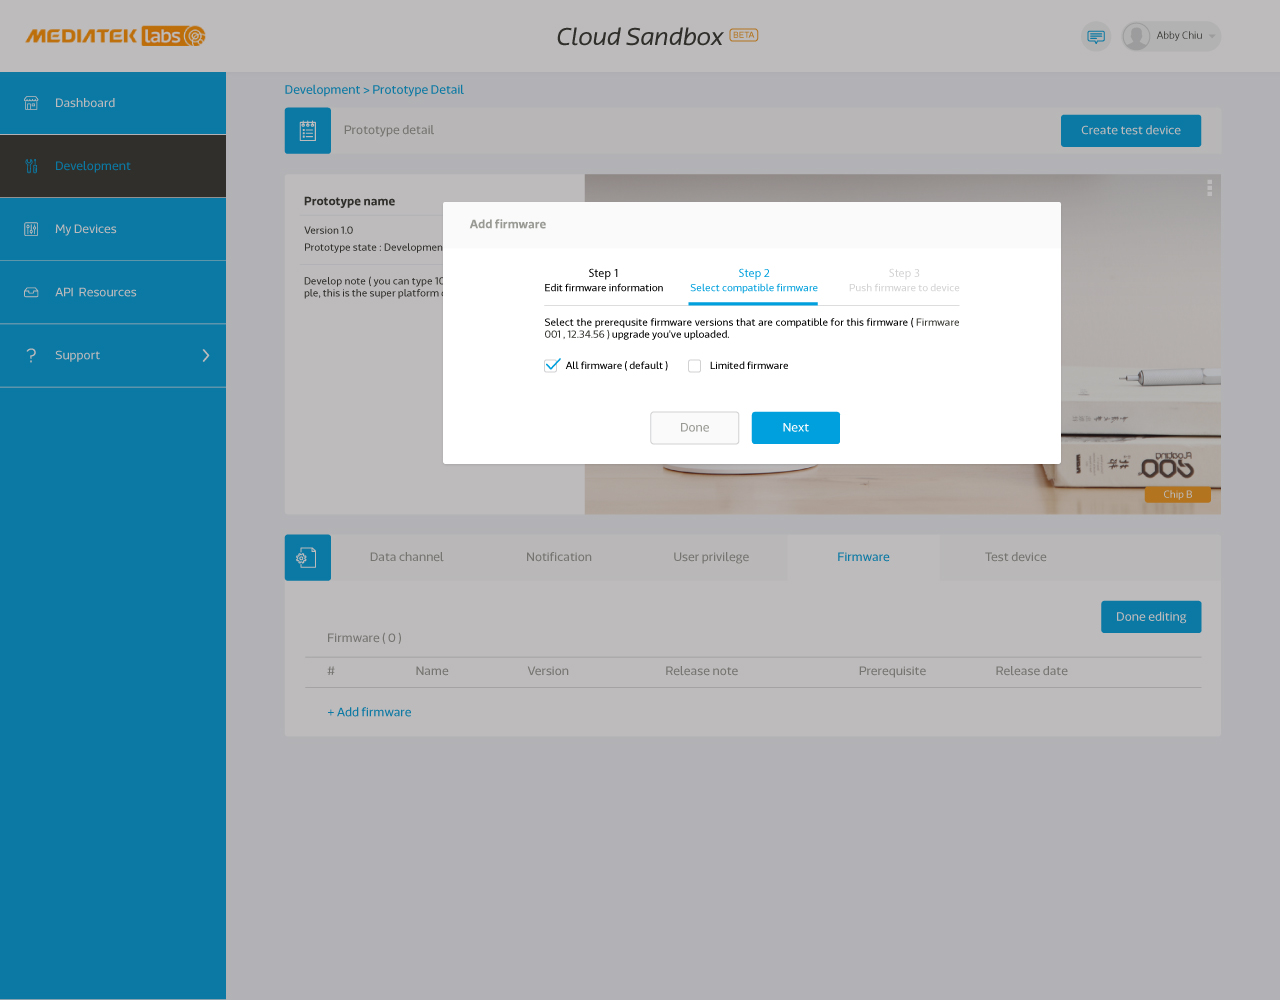 MEDIATEK labs
Cloud Sandbox BETA
Abby Chiu
Dashboard
Development
My Devices
API Resources
? Support
Development > Prototype Detail
Prototype detail
Create test device
Prototype name
Version 1.0
Prototype state : Developmen
Develop note ( you can type 10
ple, this is the super platform
Add firmware
Step 1
Edit firmware information
Step 2
Select compatible firmware
Step 3
Push firmware to device
Select the prerequsite firmware versions that are compatible for this firmware ( Firmware
001 , 12.34.56 ) upgrade you've uploaded.
All firmware ( default )
Limited firmware
Done
Next
Chip B
Data channel
Notification
User privilege
Firmware
Test device
Done editing
Firmware ( 0 )
# Name Version Release note Prerequisite Release date
+ Add firmware